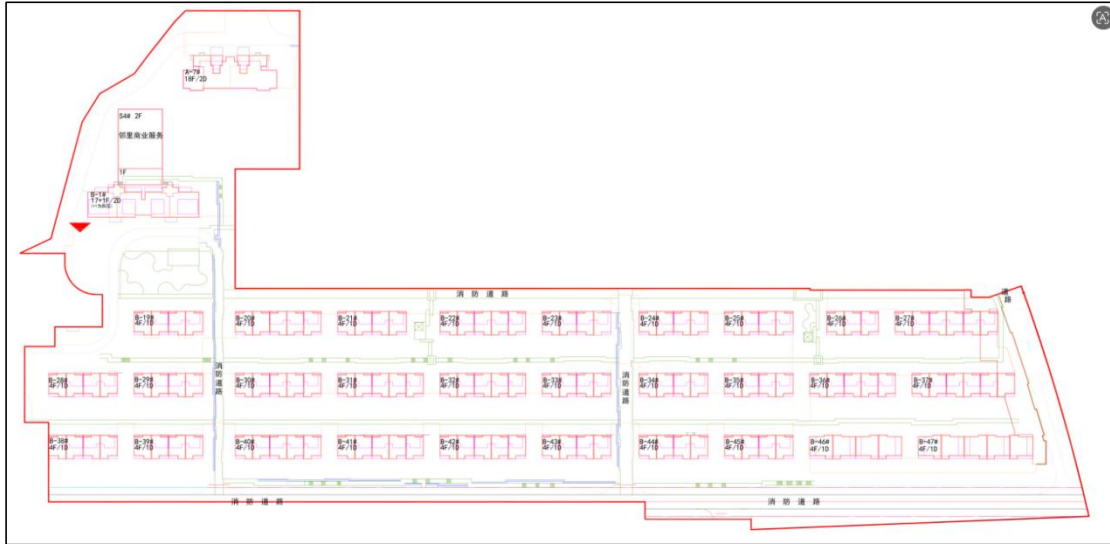 A-7#
18F/2D
S4# 2F
邻里商业服务
1F
B-1#
17+1F/2D
消防道路
道路
B-19#
4F/1D
B-20#
4F/1D
B-21#
4F/1D
B-22#
4F/1D
B-23#
4F/1D
B-24#
4F/1D
B-25#
4F/1D
B-26#
4F/1D
B-27#
4F/1D
消防道路
消防道路
B-28#
4F/1D
B-29#
4F/1D
B-30#
4F/1D
B-31#
4F/1D
B-32#
4F/1D
B-33#
4F/1D
B-34#
4F/1D
B-35#
4F/1D
B-36#
4F/1D
B-37#
4F/1D
B-38#
4F/1D
B-39#
4F/1D
B-40#
4F/1D
B-41#
4F/1D
B-42#
4F/1D
B-43#
4F/1D
B-44#
4F/1D
B-45#
4F/1D
B-46#
4F/1D
B-47#
4F/1D
消防道路
消防道路